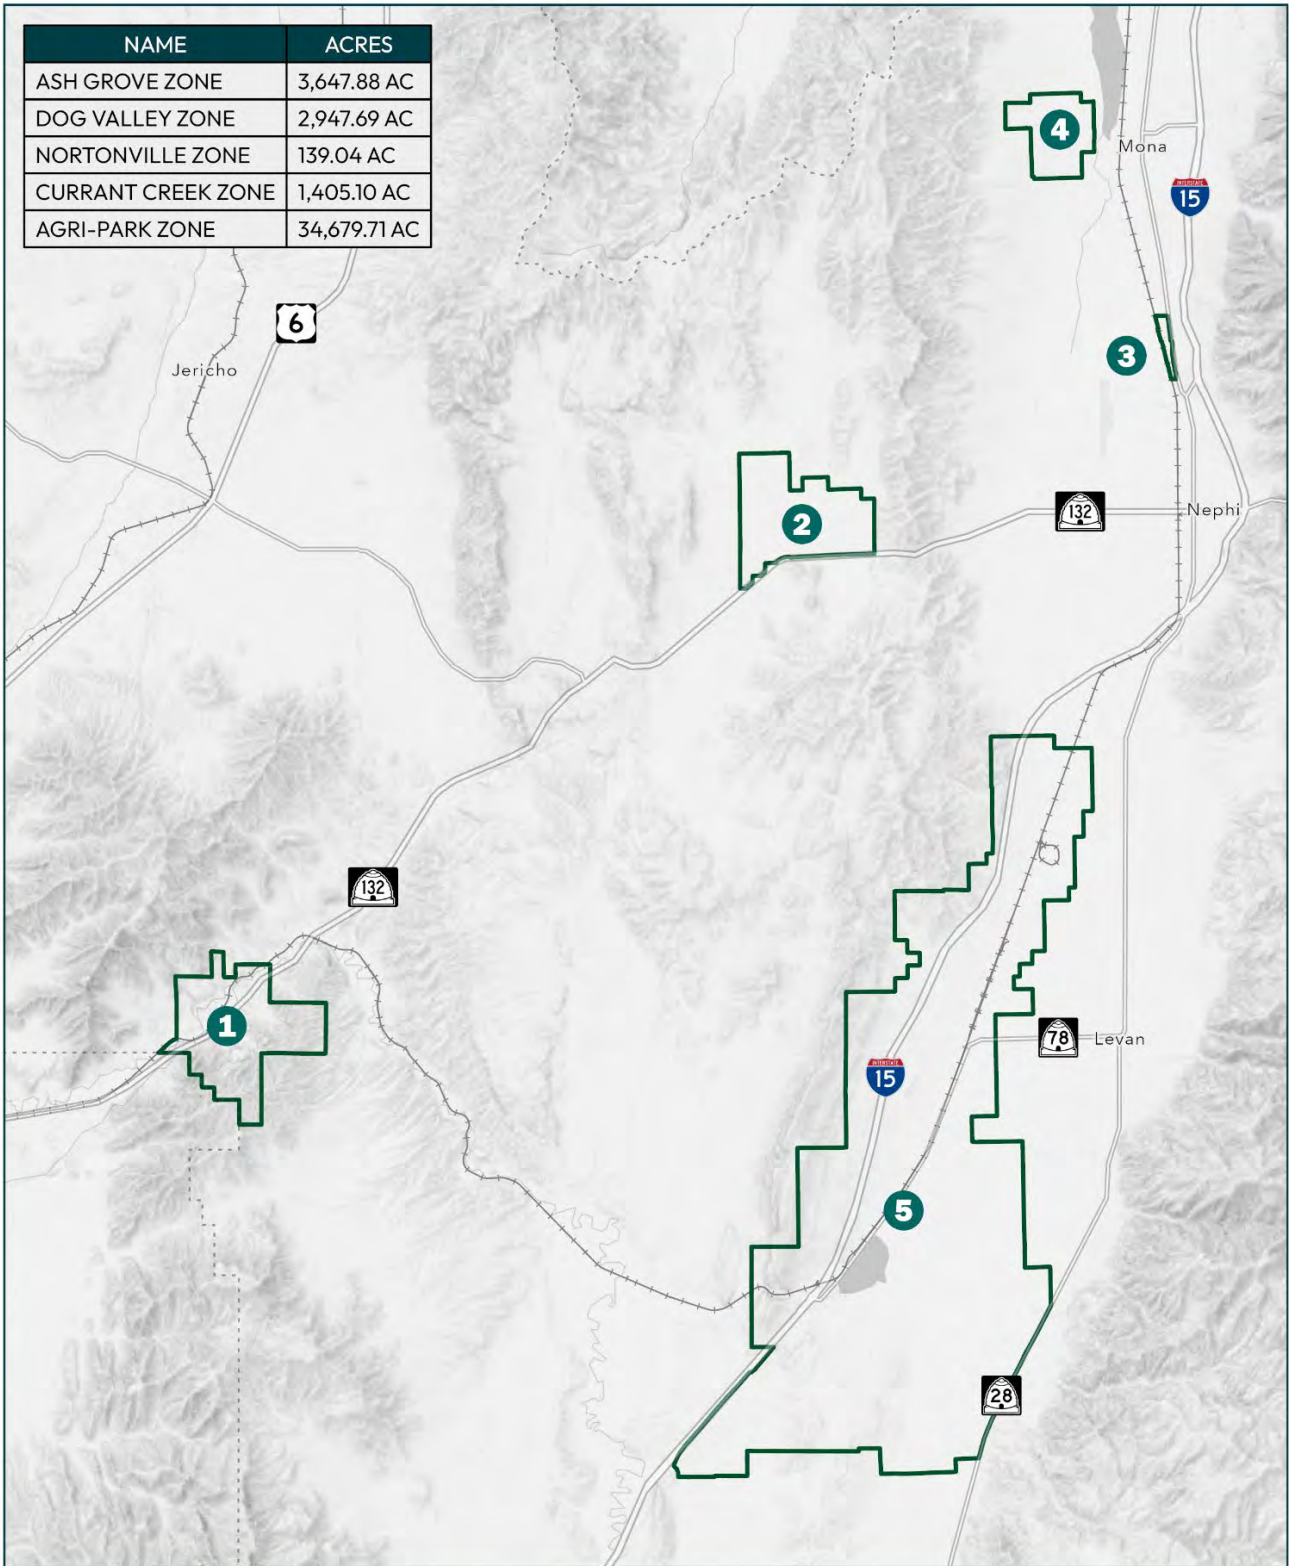 NAME ACRES
ASH GROVE ZONE 3,647.88 AC
DOG VALLEY ZONE 2,947.69 AC
NORTONVILLE ZONE 139.04 AC
CURRANT CREEK ZONE 1,405.10 AC
AGRI-PARK ZONE 34,679.71 AC
4
Mona
INTERSTATE
15
6
3
Jericho
2
132
Nephi
132
1
78
Levan
INTERSTATE
15
5
28